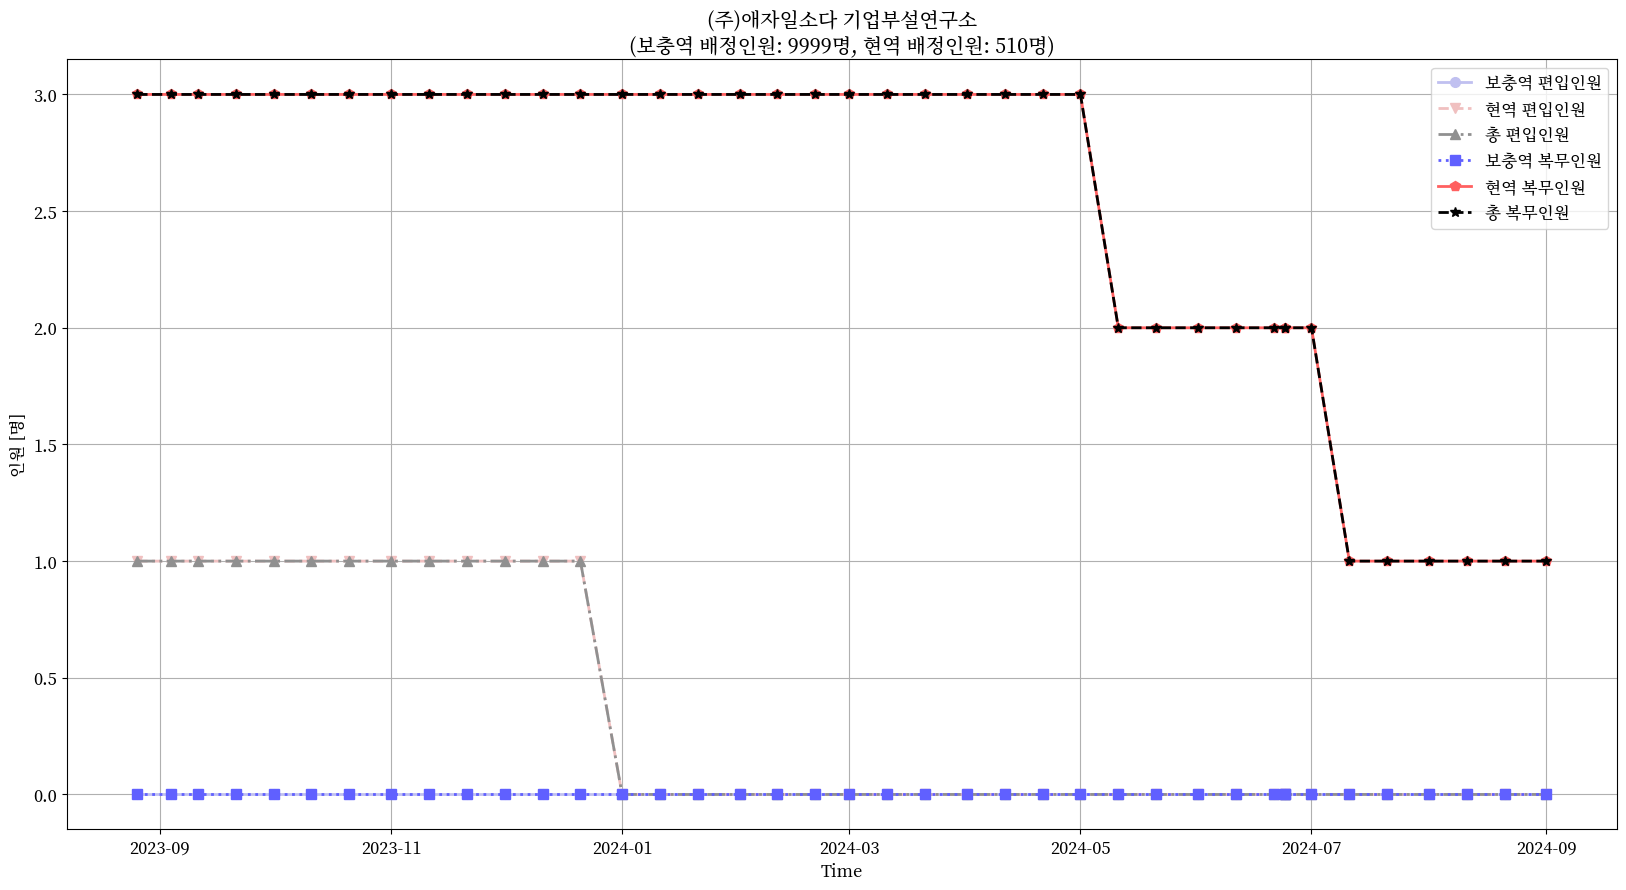 (주)애자일소다 기업부설연구소
(보충역 배정인원: 9999명, 현역 배정인원: 510명)
보충역 편입인원
현역 편입인원
총 편입인원
보충역 복무인원
현역 복무인원
총 복무인원
3.0
2.5
2.0
1.5
1.0
0.5
0.0
인원 [명]
2023-09
2023-11
2024-01
2024-03
2024-05
2024-07
2024-09
Time